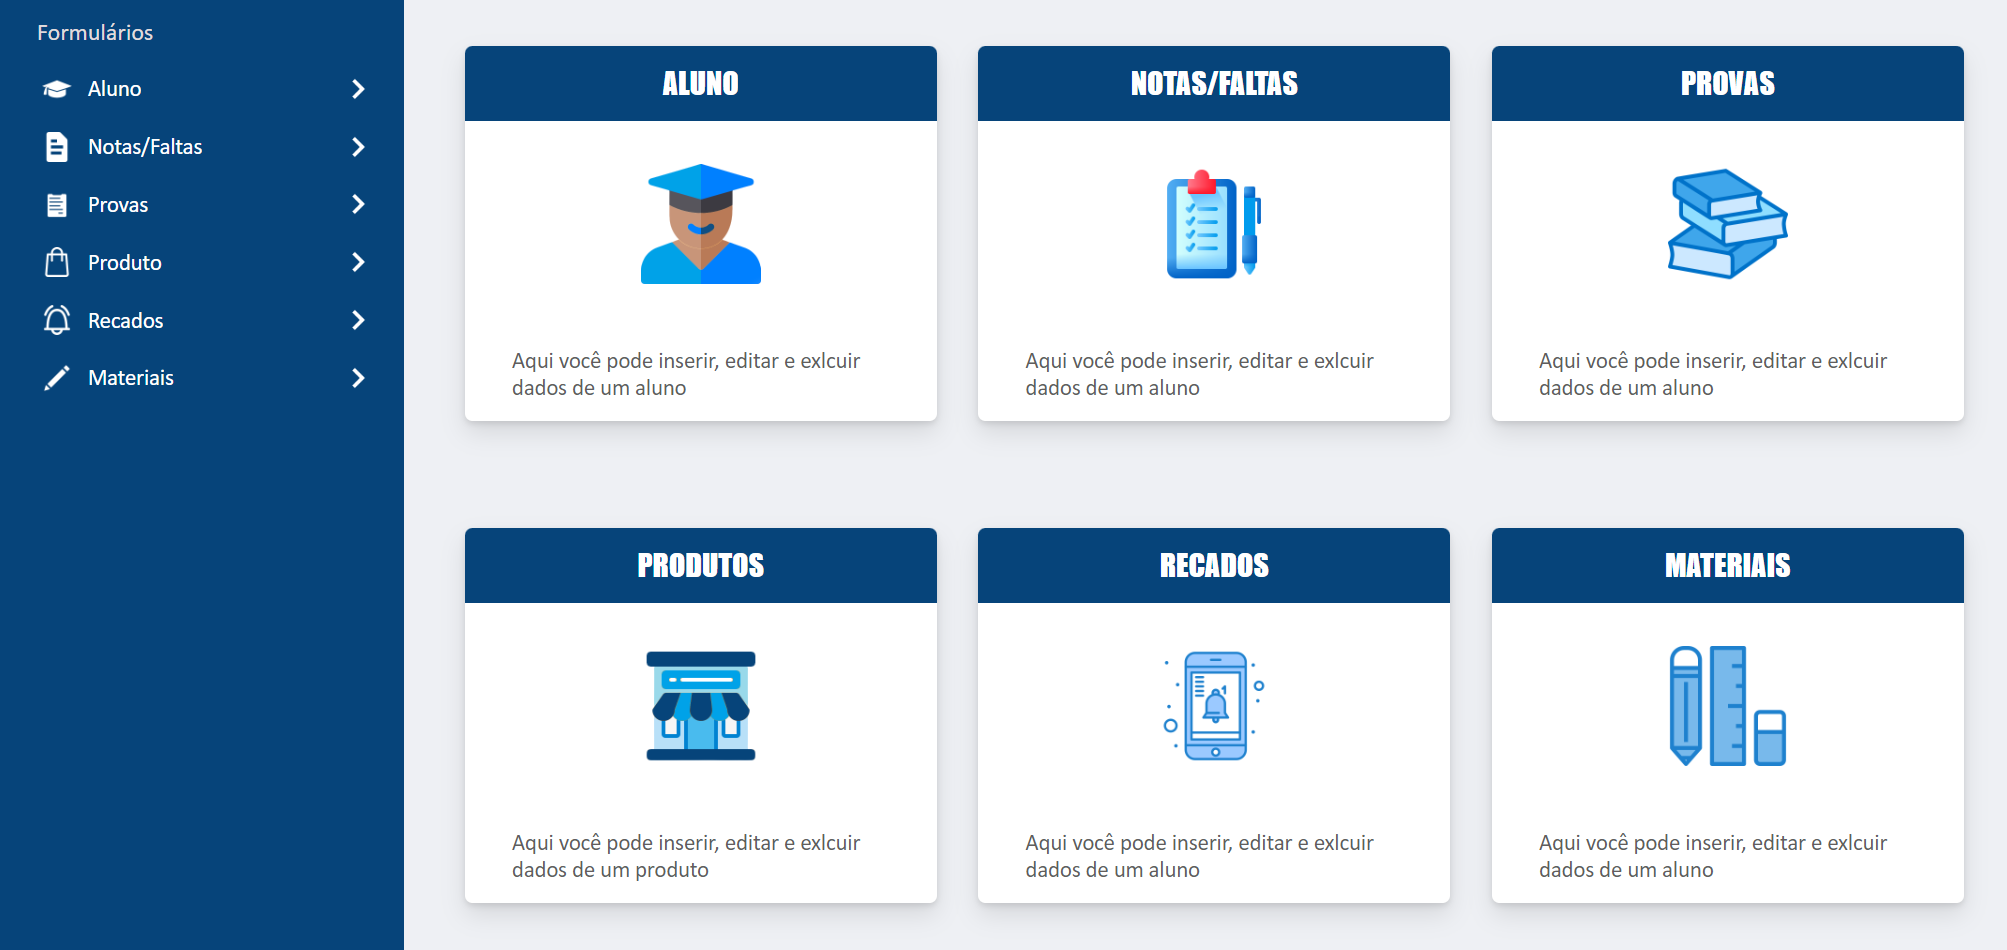 Formulários
Aluno
Notas/Faltas
Provas
Produto
Recados
Materiais
ALUNO
Aqui você pode inserir, editar e exlcuir
dados de um aluno
NOTAS/FALTAS
Aqui você pode inserir, editar e exlcuir
dados de um aluno
PROVAS
Aqui você pode inserir, editar e exlcuir
dados de um aluno
PRODUTOS
Aqui você pode inserir, editar e exlcuir
dados de um produto
RECADOS
1
Aqui você pode inserir, editar e exlcuir
dados de um aluno
MATERIAIS
Aqui você pode inserir, editar e exlcuir
dados de um aluno